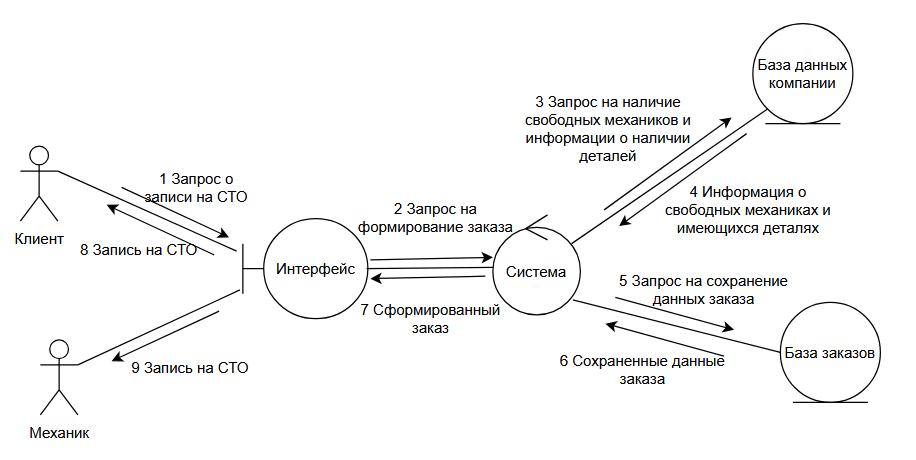 База данных
компании
3 Запрос на наличие
свободных механиков и
информации о наличии
деталей
1 Запрос о
записи на СТО
4 Информация о
свободных механиках и
имеющихся деталях
2 Запрос на
формирование заказа
Клиент
8 Запись на СТО
Интерфейс
Система
5 Запрос на сохранение
данных заказа
7 Сформированный
заказ
База заказов
6 Сохраненные данные
заказа
9 Запись на СТО
Механик